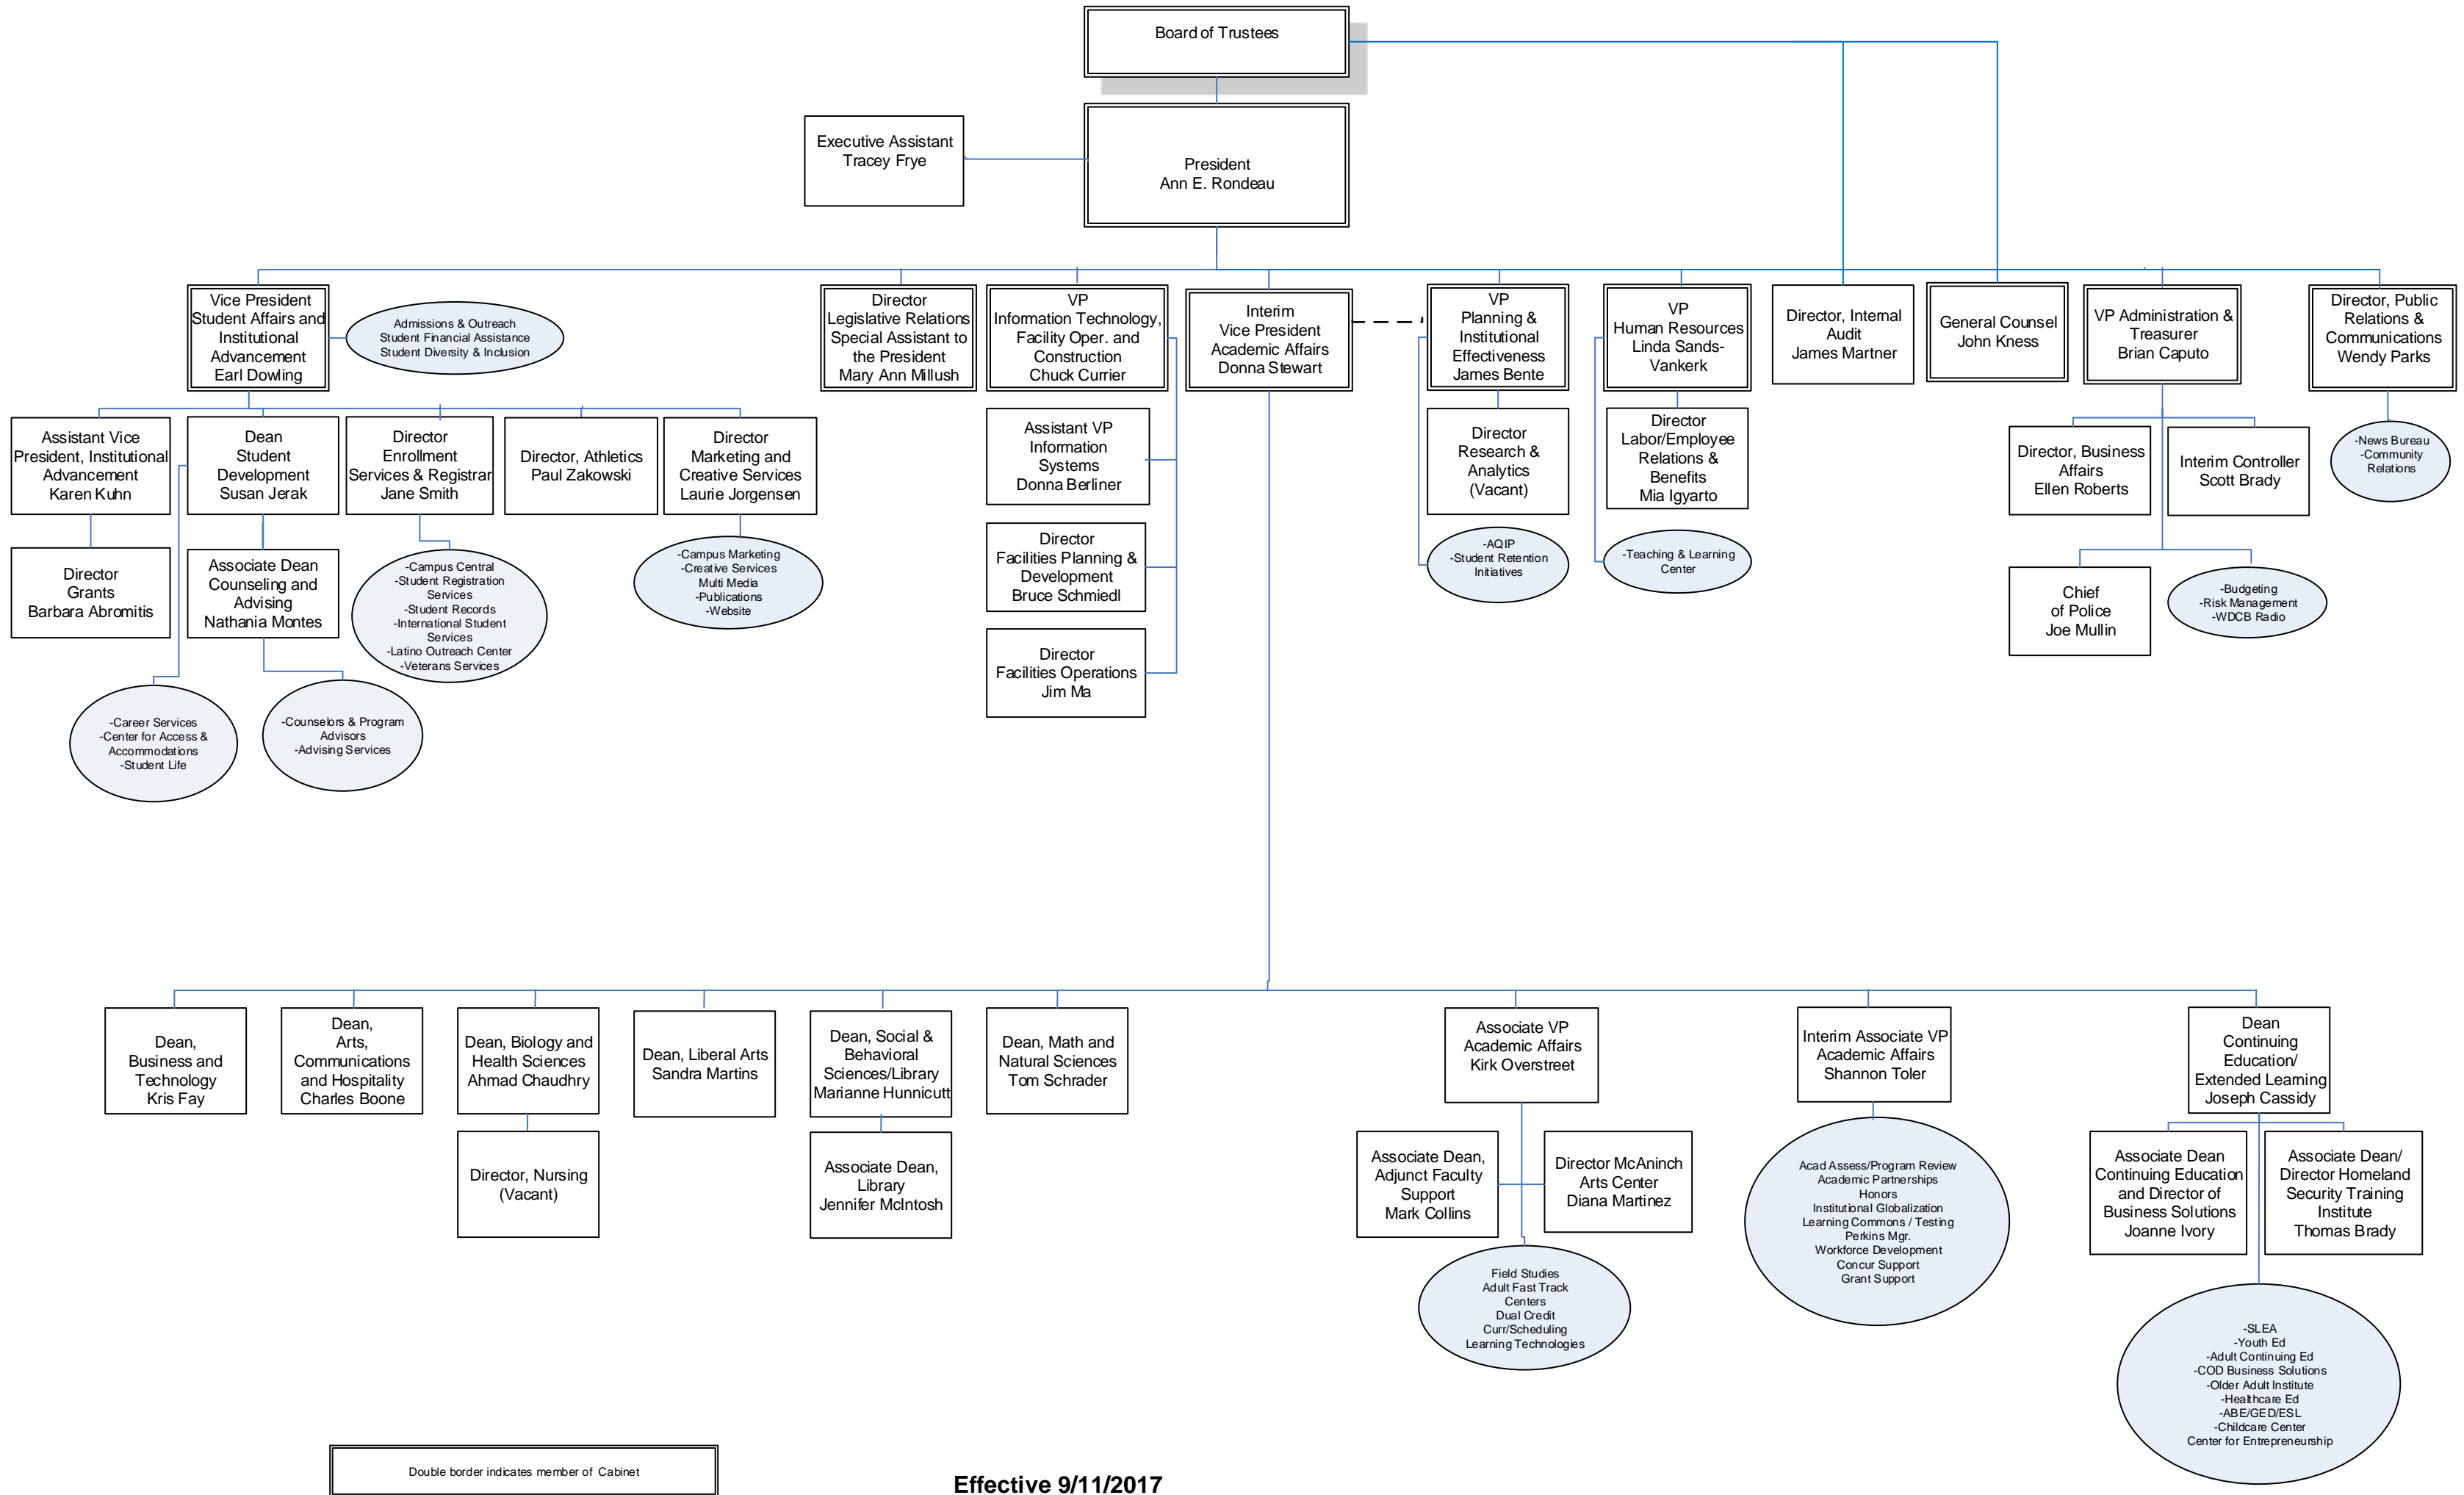 Board of Trustees
Executive Assistant
Tracey Frye
President
Ann E. Rondeau
Vice President
Student Affairs and
Institutional
Advancement
Earl Dowling
Admissions & Outreach
Student Financial Assistance
Student Diversity & Inclusion
Director
Legislative Relations
Special Assistant to
the President
Mary Ann Millush
VP
Information Technology,
Facility Oper. and
Construction
Chuck Currier
Interim
Vice President
Academic Affairs
Donna Stewart
VP
Planning &
Institutional
Effectiveness
James Bente
VP
Human Resources
Linda Sands-
Vankerk
Director, Internal
Audit
James Martner
General Counsel
John Kness
VP Administration &
Treasurer
Brian Caputo
Director, Public
Relations &
Communications
Wendy Parks
Assistant Vice
President, Institutional
Advancement
Karen Kuhn
Dean
Student
Development
Susan Jerak
Director
Enrollment
Services & Registrar
Jane Smith
Director, Athletics
Paul Zakowski
Director
Marketing and
Creative Services
Laurie Jorgensen
Assistant VP
Information
Systems
Donna Berliner
Director
Research &
Analytics
(Vacant)
Director
Labor/Employee
Relations &
Benefits
Mia Igyarto
Director, Business
Affairs
Ellen Roberts
Interim Controller
Scott Brady
-News Bureau
-Community
Relations
Director
Grants
Barbara Abromitis
Associate Dean
Counseling and
Advising
Nathania Montes
-Campus Central
-Student Registration
Services
-Student Records
-International Student
Services
-Latino Outreach Center
-Veterans Services
-Campus Marketing
-Creative Services
Multi Media
-Publications
-Website
Director
Facilities Planning &
Development
Bruce Schmiedl
-AQIP
-Student Retention
Initiatives
-Teaching & Learning
Center
Chief
of Police
Joe Mullin
-Budgeting
-Risk Management
-WDCB Radio
Director
Facilities Operations
Jim Ma
-Career Services
-Center for Access &
Accommodations
-Student Life
-Counselors & Program
Advisors
-Advising Services
Dean,
Business and
Technology
Kris Fay
Dean,
Arts,
Communications
and Hospitality
Charles Boone
Dean, Biology and
Health Sciences
Ahmad Chaudhry
Dean, Liberal Arts
Sandra Martins
Dean, Social &
Behavioral
Sciences/Library
Marianne Hunnicutt
Dean, Math and
Natural Sciences
Tom Schrader
Associate VP
Academic Affairs
Kirk Overstreet
Interim Associate VP
Academic Affairs
Shannon Toler
Dean
Continuing
Education/
Extended Learning
Joseph Cassidy
Director, Nursing
(Vacant)
Associate Dean,
Library
Jennifer McIntosh
Associate Dean,
Adjunct Faculty
Support
Mark Collins
Director McAninch
Arts Center
Diana Martinez
Acad Assess/Program Review
Academic Partnerships
Honors
Institutional Globalization
Learning Commons / Testing
Perkins Mgr.
Workforce Development
Concur Support
Grant Support
Associate Dean
Continuing Education
and Director of
Business Solutions
Joanne Ivory
Associate Dean/
Director Homeland
Security Training
Institute
Thomas Brady
Field Studies
Adult Fast Track
Centers
Dual Credit
Curr/Scheduling
Learning Technologies
-SLEA
-Youth Ed
-Adult Continuing Ed
-COD Business Solutions
-Older Adult Institute
-Healthcare Ed
-ABE/GED/ESL
-Childcare Center
Center for Entrepreneurship
Double border indicates member of Cabinet
Effective 9/11/2017